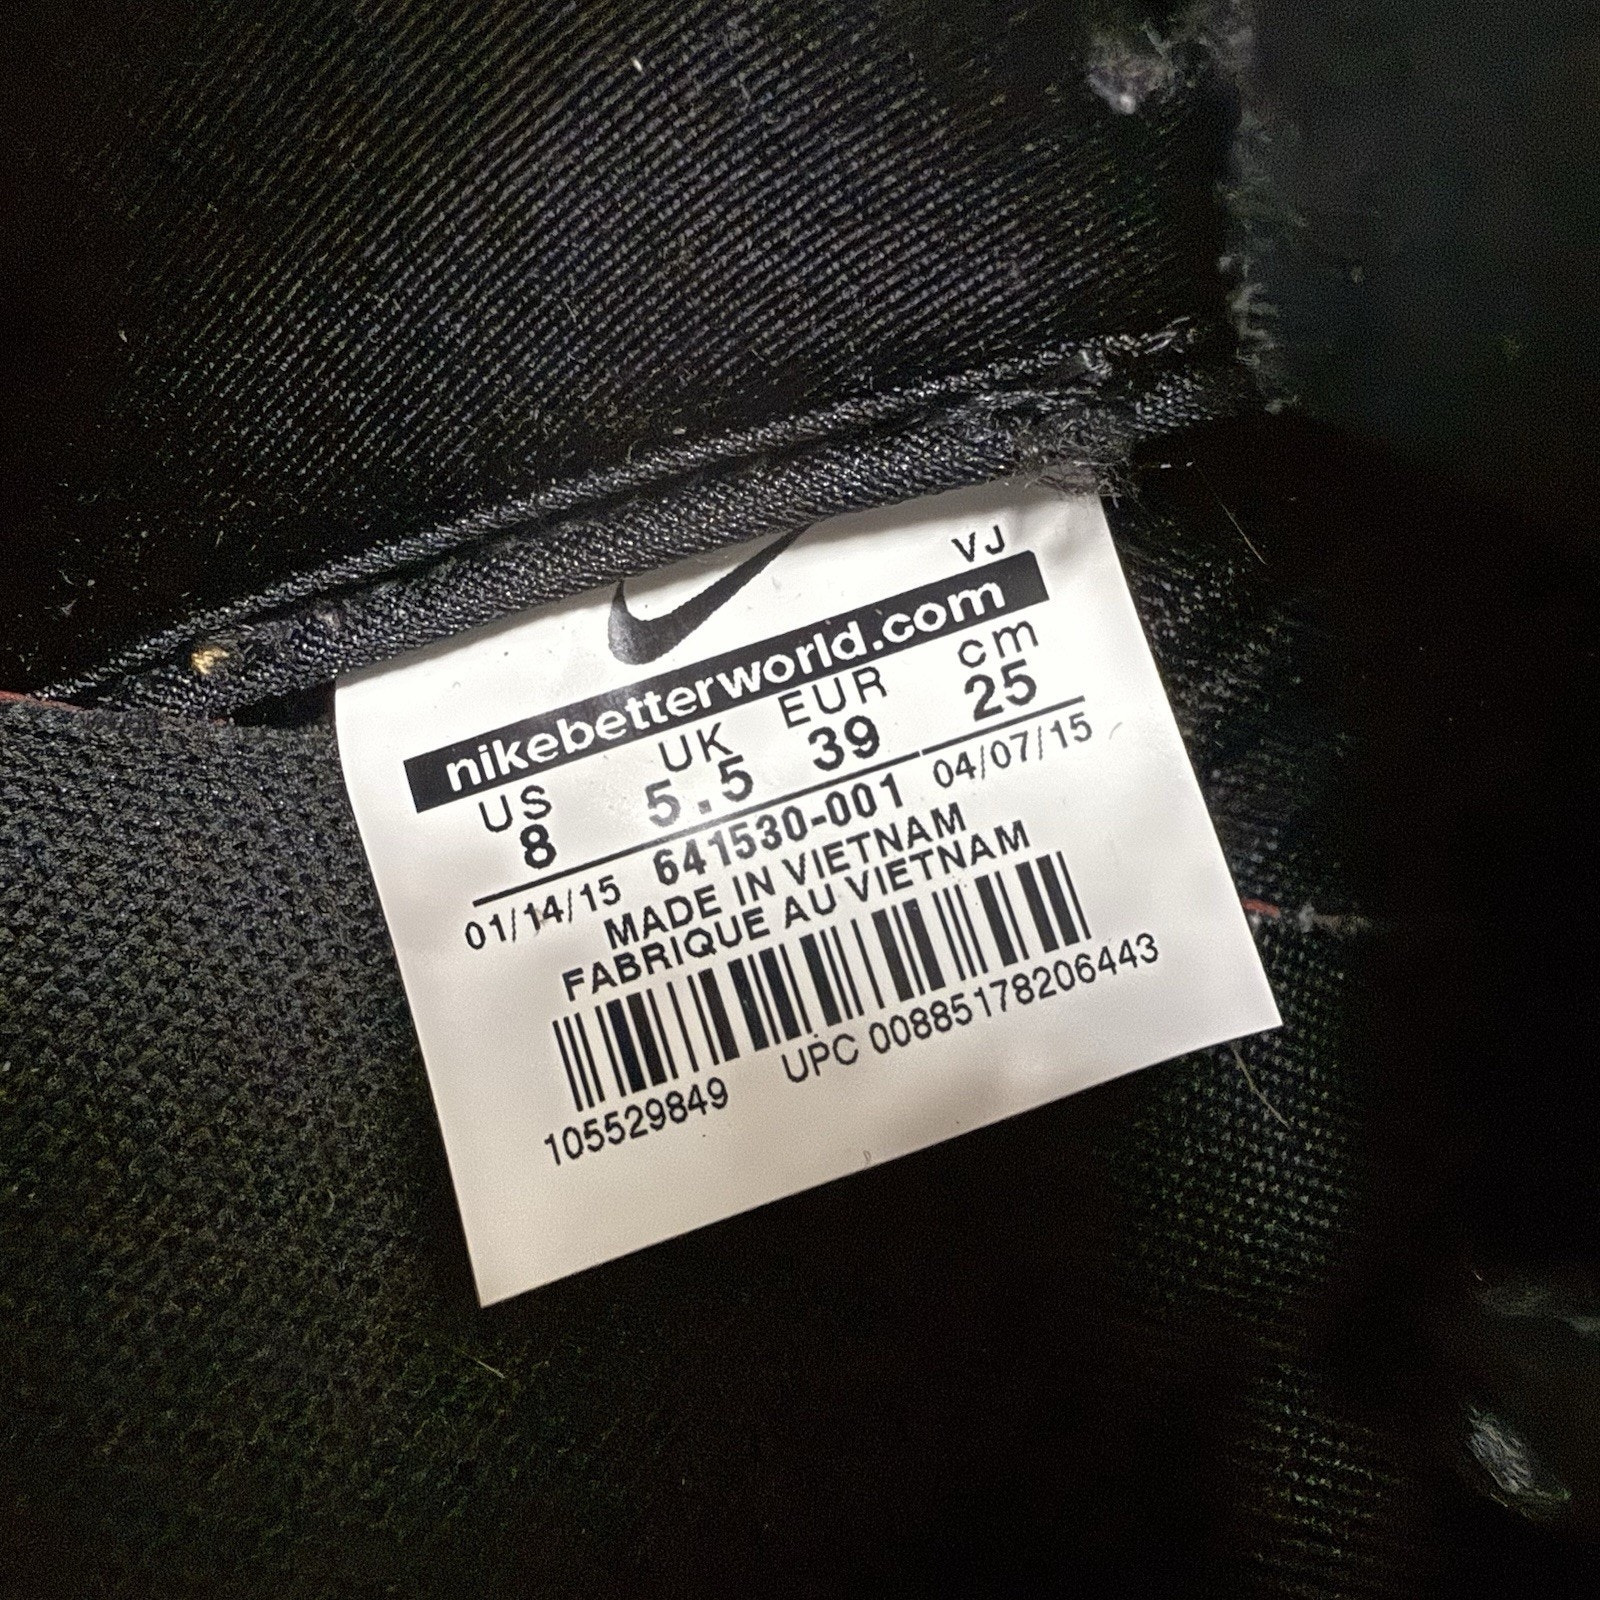 VJ
nikebetterworld.com
US UK EUR cm
8 5.5 39 25
01/14/15 641530-001 04/07/15
MADE IN VIETNAM
FABRIQUE AU VIETNAM
105529849 UPC 00885178206443